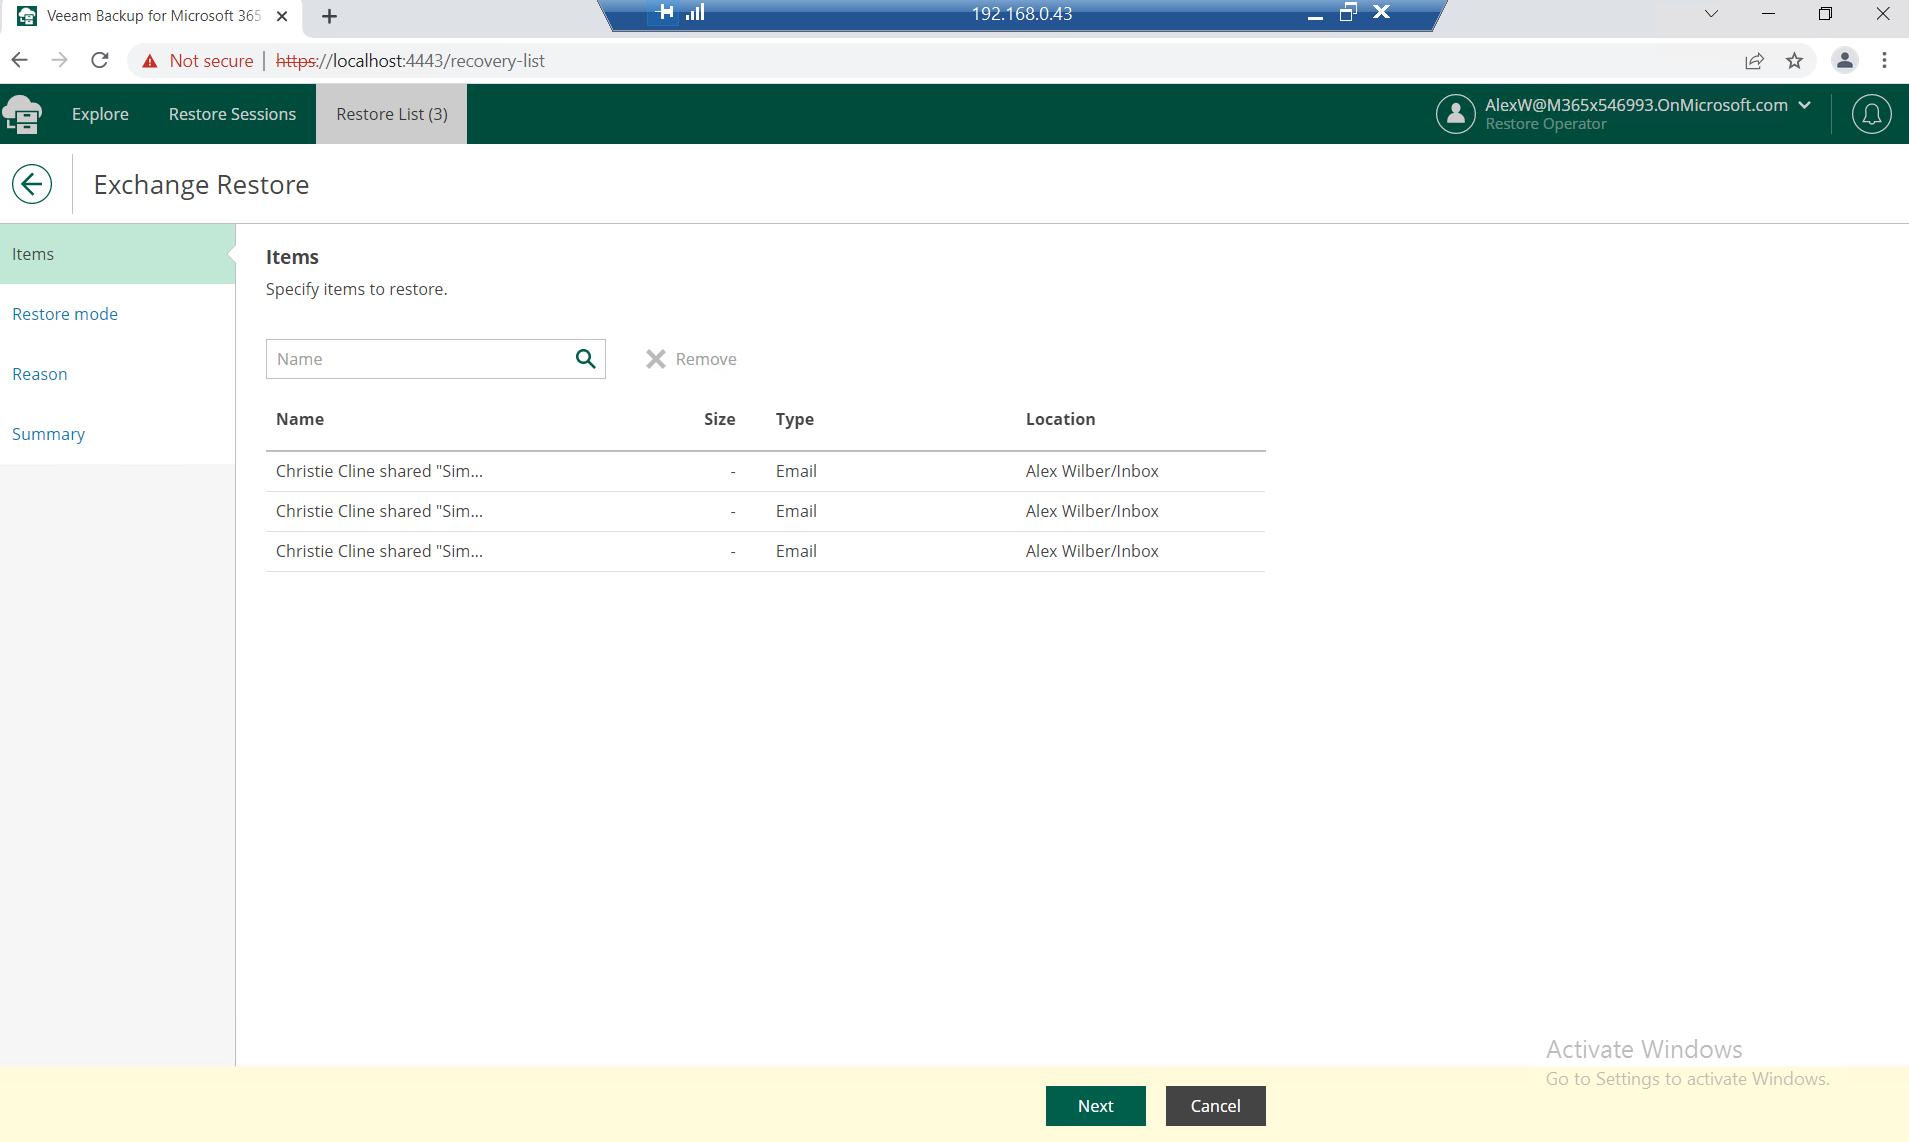 Veeam Backup for Microsoft 365
192.168.0.43
Not secure | https://localhost:4443/recovery-list
Explore Restore Sessions Restore List (3) AlexW@M365x546993.OnMicrosoft.com
Restore Operator
Exchange Restore
Items
Restore mode
Reason
Summary
Items
Specify items to restore.
Name Remove
Name Size Type Location
Christie Cline shared "Sim... - Email Alex Wilber/Inbox
Christie Cline shared "Sim... - Email Alex Wilber/Inbox
Christie Cline shared "Sim... - Email Alex Wilber/Inbox
Activate Windows
Go to Settings to activate Windows.
Next Cancel